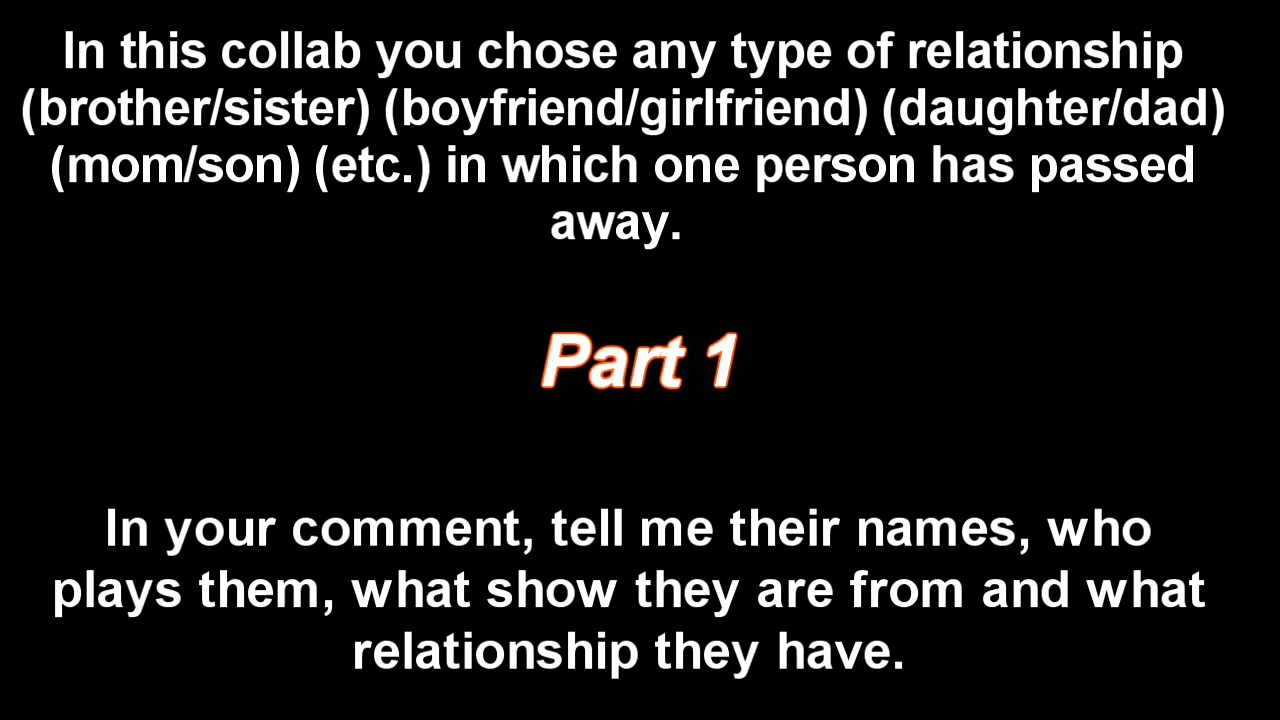 In this collab you chose any type of relationship
(brother/sister) (boyfriend/girlfriend) (daughter/dad)
(mom/son) (etc.) in which one person has passed
away.
Part 1
In your comment, tell me their names, who
plays them, what show they are from and what
relationship they have.